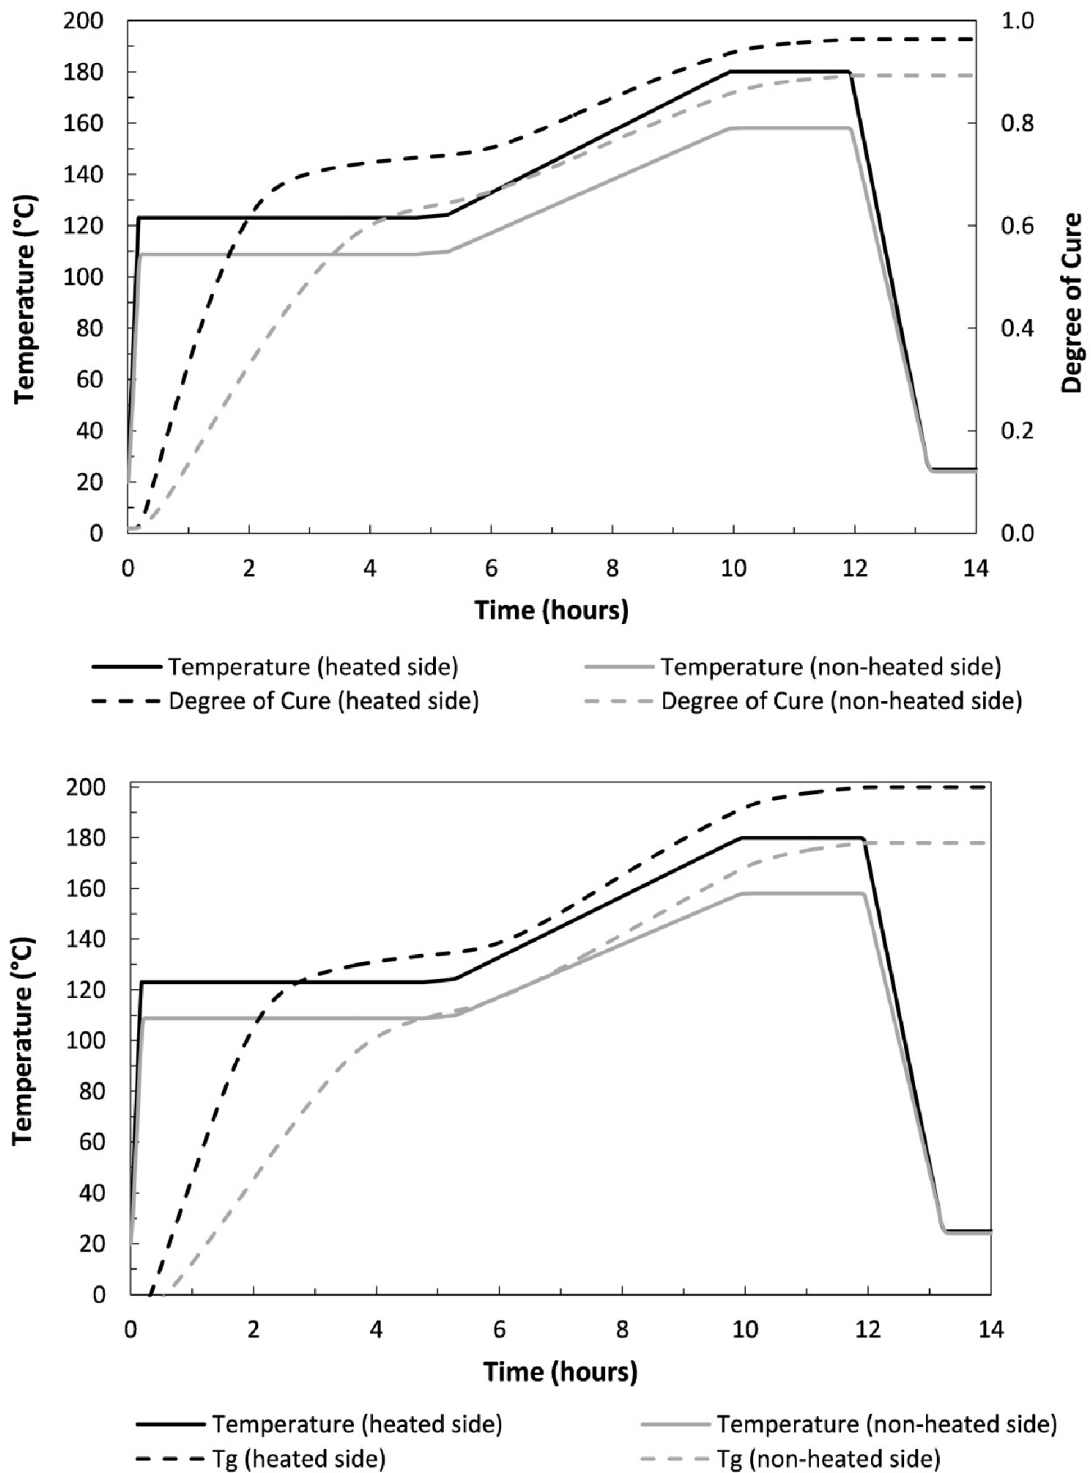 200
180
160
140
120
100
80
60
40
20
0
Temperature (°C)
1.0
0.8
0.6
0.4
0.2
0.0
Degree of Cure
0 2 4 6 8 10 12 14
Time (hours)
Temperature (heated side) Temperature (non-heated side)
Degree of Cure (heated side) Degree of Cure (non-heated side)
200
180
160
140
120
100
80
60
40
20
0
Temperature (°C)
0 2 4 6 8 10 12 14
Time (hours)
Temperature (heated side) Temperature (non-heated side)
Tg (heated side) Tg (non-heated side)